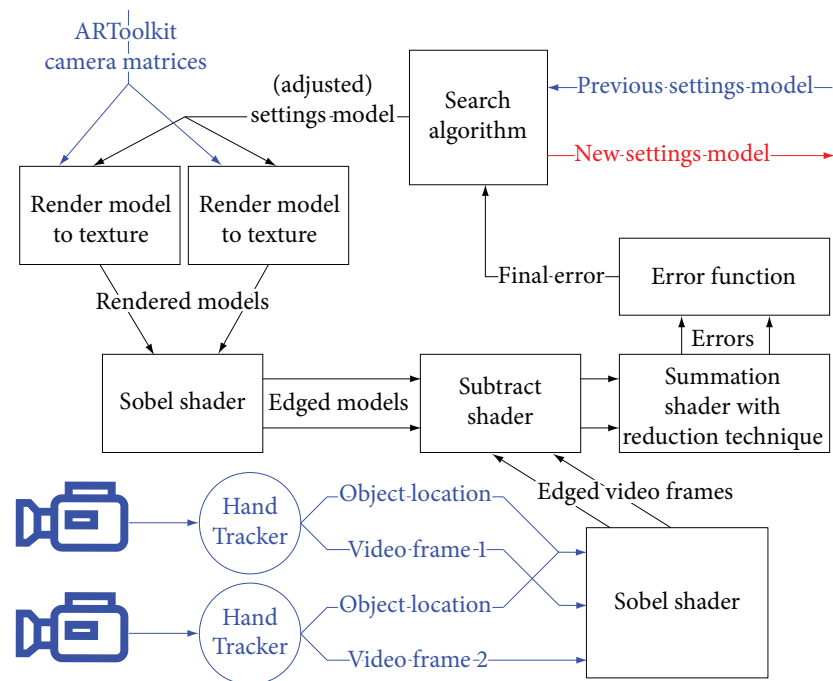 ARToolkit
camera matrices
(adjusted)
settings model
Search
algorithm
Previous settings model
New settings model
Render model
to texture
Render model
to texture
Rendered models
Final error
Error function
Errors
Sobel shader
Edged models
Subtract
shader
Summation
shader with
reduction technique
Edged video frames
Hand
Tracker
Object location
Video frame 1
Hand
Tracker
Object location
Video frame 2
Sobel shader